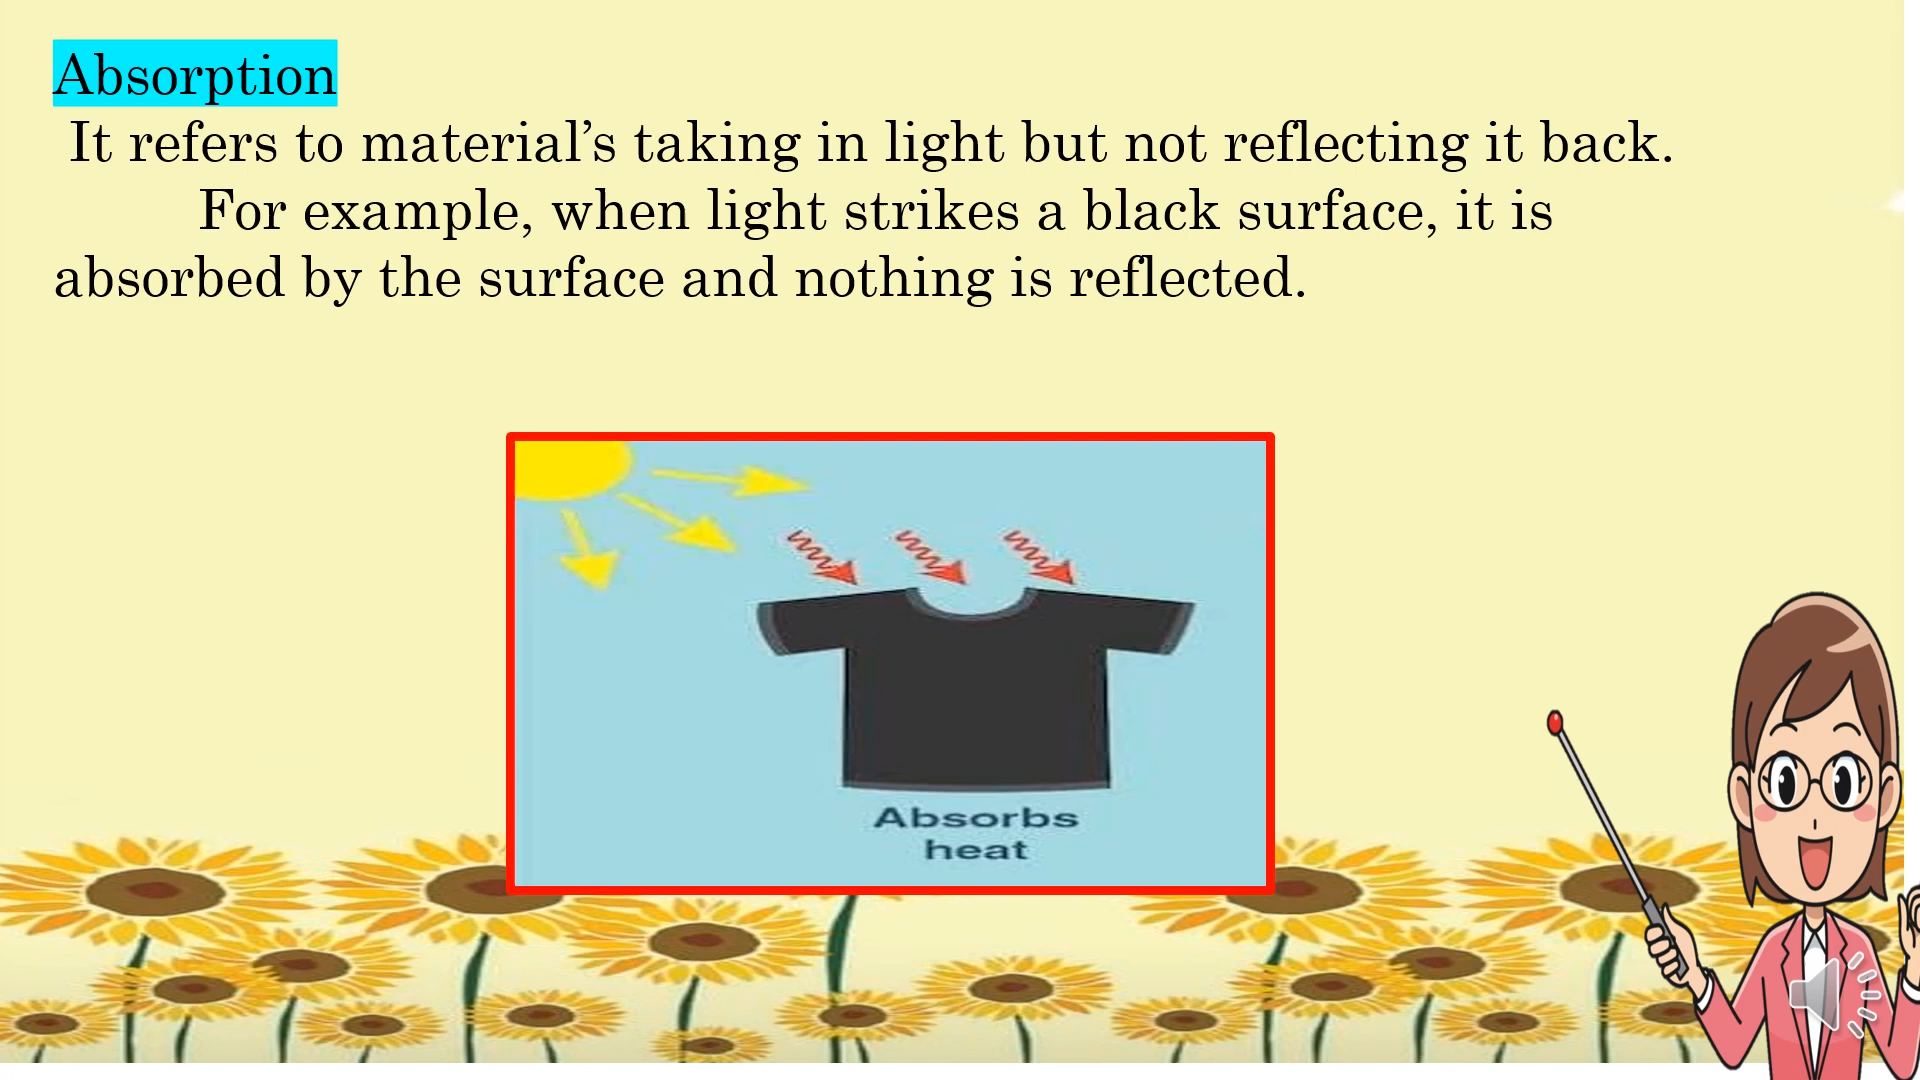 Absorption
It refers to material’s taking in light but not reflecting it back.
For example, when light strikes a black surface, it is
absorbed by the surface and nothing is reflected.
Absorbs
heat